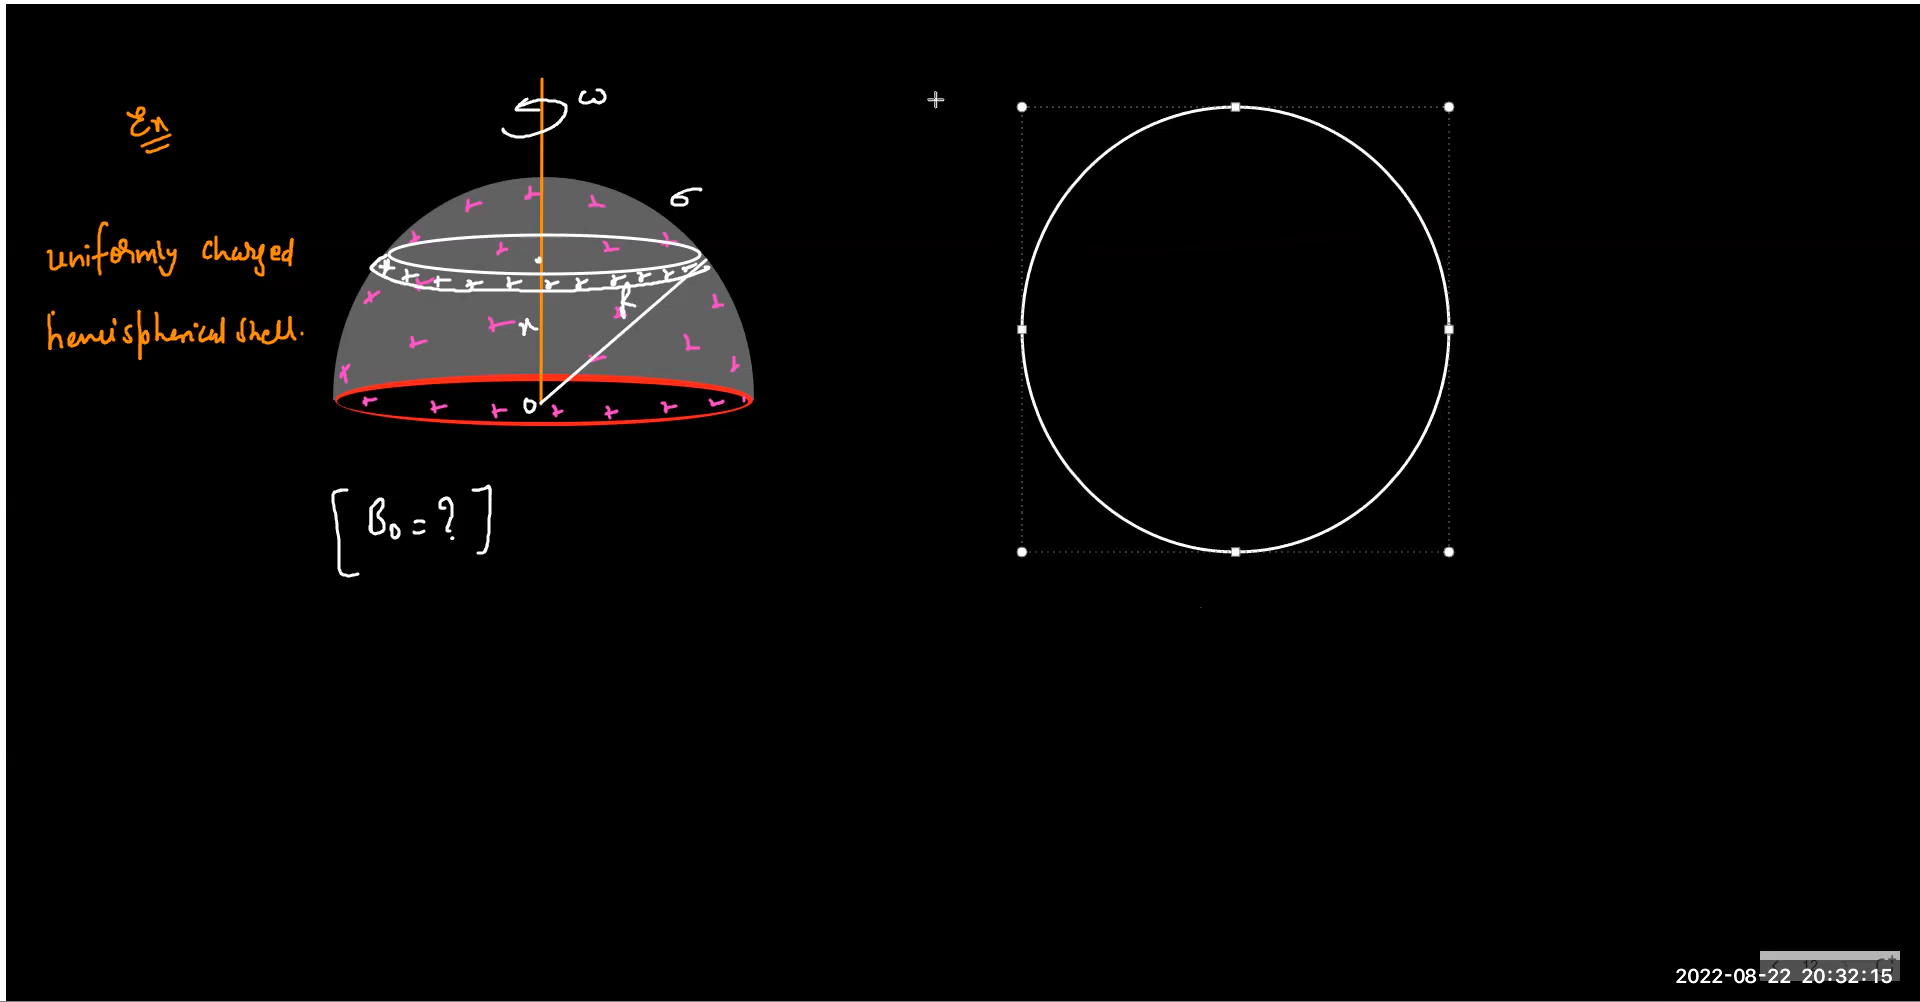 Ex
ω
σ
uniformly charged
hemispherical shell.
R
x
O
[B₀ = ?]
2022-08-22 20:32:15